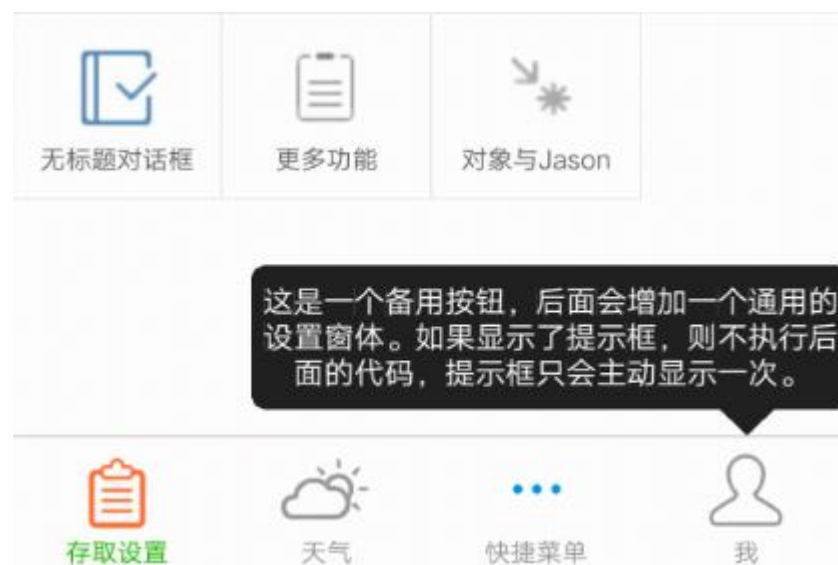 无标题对话框
更多功能
对象与Jason
这是一个备用按钮，后面会增加一个通用的
设置窗体。如果显示了提示框，则不执行后
面的代码，提示框只会主动显示一次。
存取设置
天气
快捷菜单
我